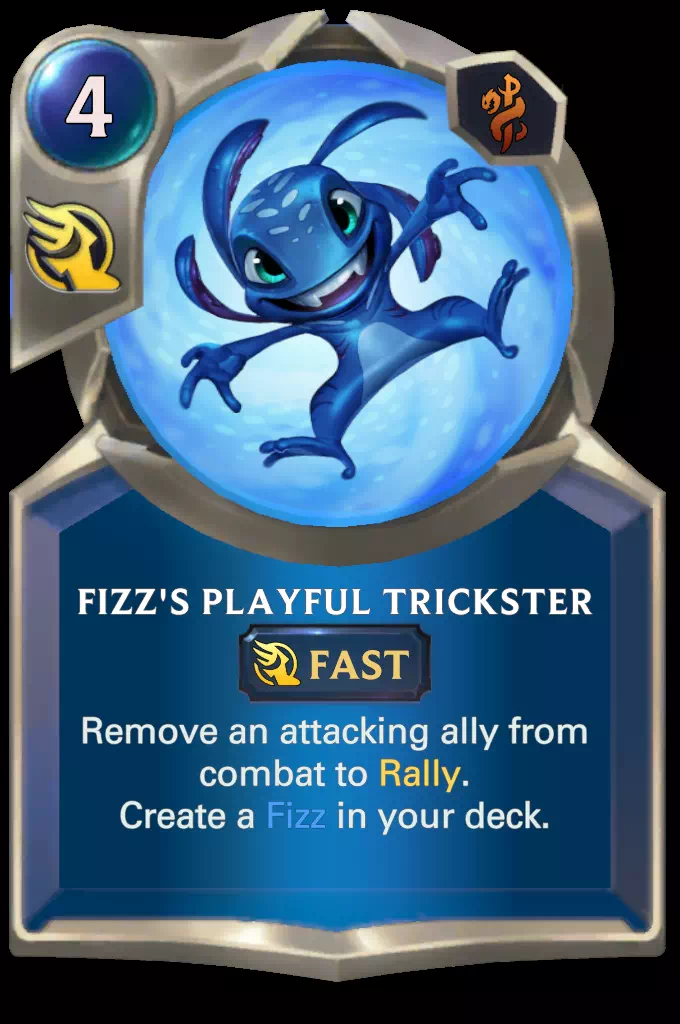 4
FIZZ'S PLAYFUL TRICKSTER
FAST
Remove an attacking ally from
combat to Rally.
Create a Fizz in your deck.